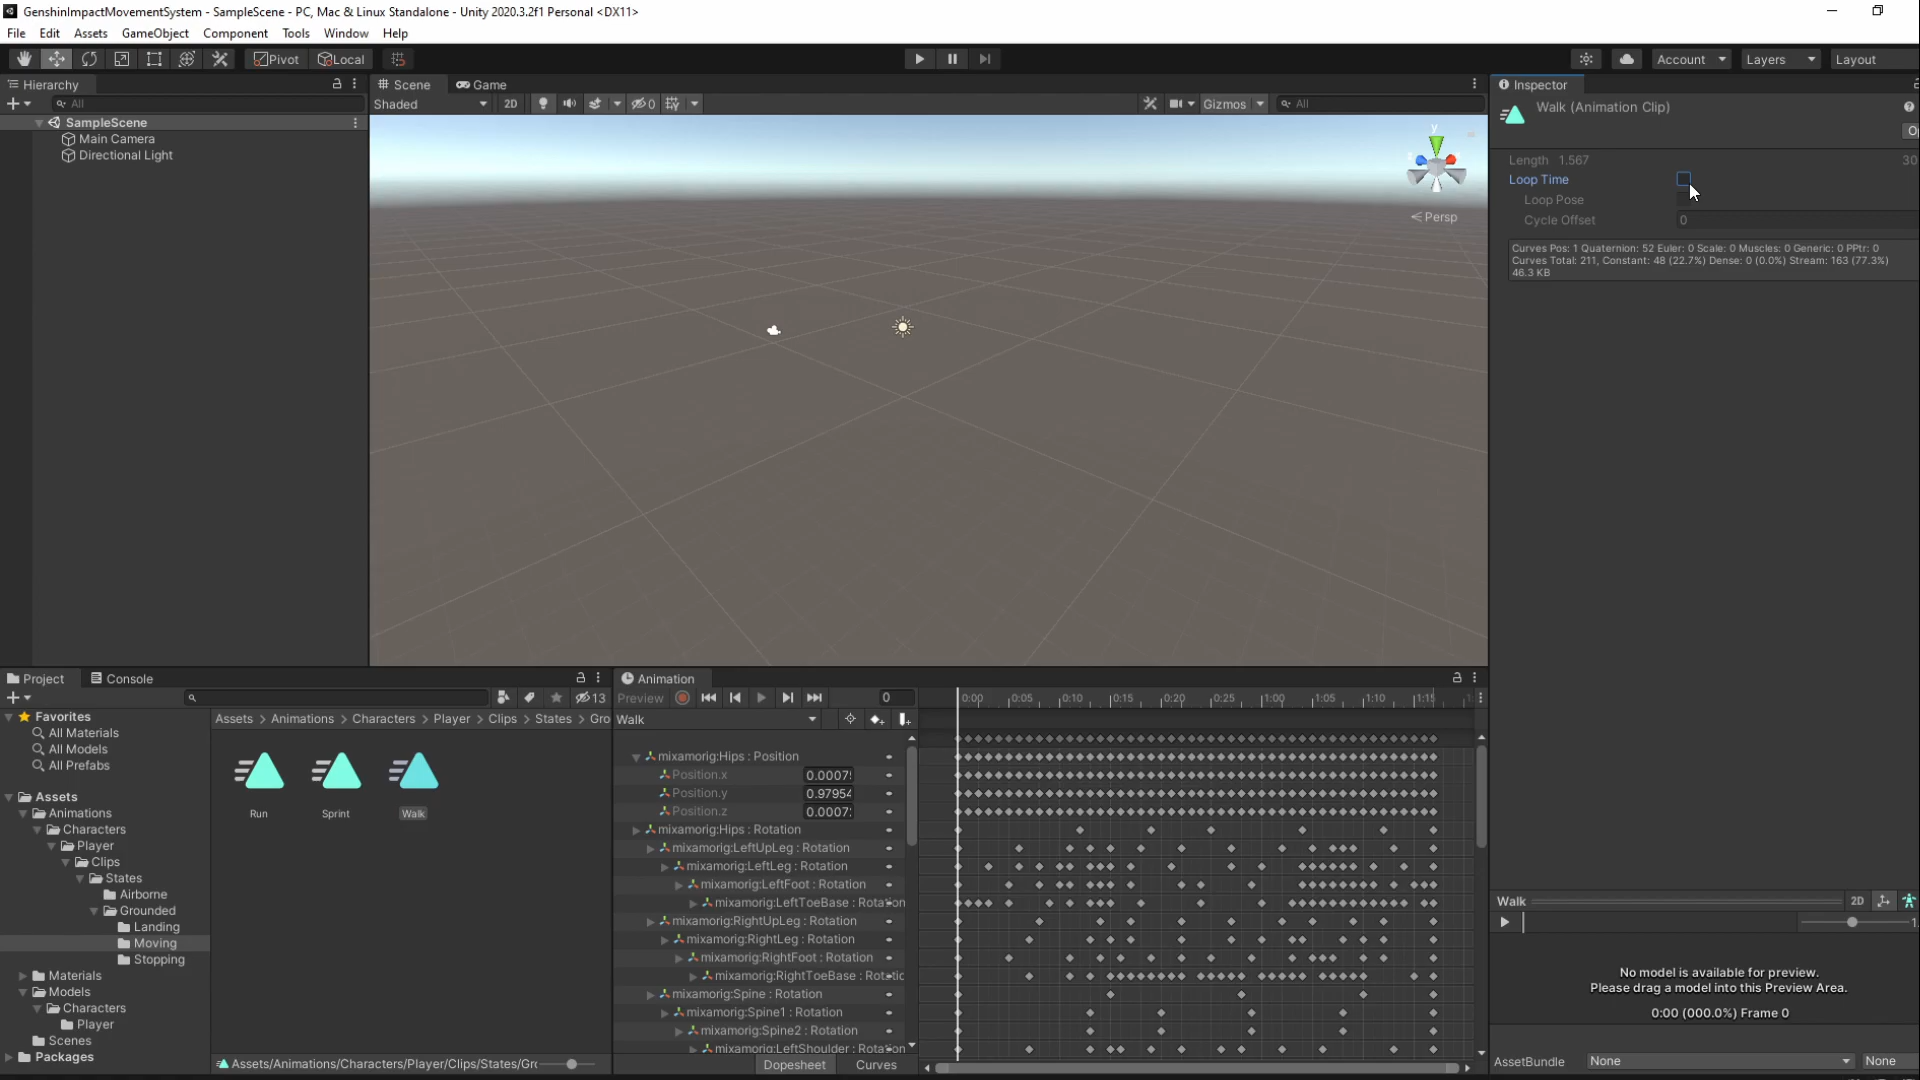 GenshinImpactMovementSystem - SampleScene - PC, Mac & Linux Standalone - Unity 2020.3.2f1 Personal <DX11>
File Edit Assets GameObject Component Tools Window Help
Pivot Local Account Layers Layout
Hierarchy
All
SampleScene
Main Camera
Directional Light
Scene Game
Shaded 2D 0 Gizmos All
y
Persp
Inspector
Walk (Animation Clip)
Length 1.567 30
Loop Time
Loop Pose
Cycle Offset 0
Curves Pos: 1 Quaternion: 52 Euler: 0 Scale: 0 Muscles: 0 Generic: 0 PPtr: 0
Curves Total: 211, Constant: 48 (22.7%) Dense: 0 (0.0%) Stream: 163 (77.3%)
46.3 KB
Project Console
13
Favorites
All Materials
All Models
All Prefabs
Assets
Animations
Characters
Player
Clips
States
Airborne
Grounded
Landing
Moving
Stopping
Materials
Models
Characters
Player
Scenes
Packages
Assets > Animations > Characters > Player > Clips > States > Gro
Run Sprint Walk
Assets/Animations/Characters/Player/Clips/States/Gr
Animation
Preview 0
0:00 0:05 0:10 0:15 0:20 0:25 1:00 1:05 1:10 1:15
Walk
mixamorig:Hips : Position
Position.x 0.0007
Position.y 0.97954
Position.z 0.0007
mixamorig:Hips : Rotation
mixamorig:LeftUpLeg : Rotation
mixamorig:LeftLeg : Rotation
mixamorig:LeftFoot : Rotation
mixamorig:LeftToeBase : Rotation
mixamorig:RightUpLeg : Rotation
mixamorig:RightLeg : Rotation
mixamorig:RightFoot : Rotation
mixamorig:RightToeBase : Rotatic
mixamorig:Spine : Rotation
mixamorig:Spine1 : Rotation
mixamorig:Spine2 : Rotation
mixamorig:LeftShoulder : Rotation
Dopesheet Curves
Walk 2D
1
No model is available for preview.
Please drag a model into this Preview Area.
0:00 (000.0%) Frame 0
AssetBundle None None